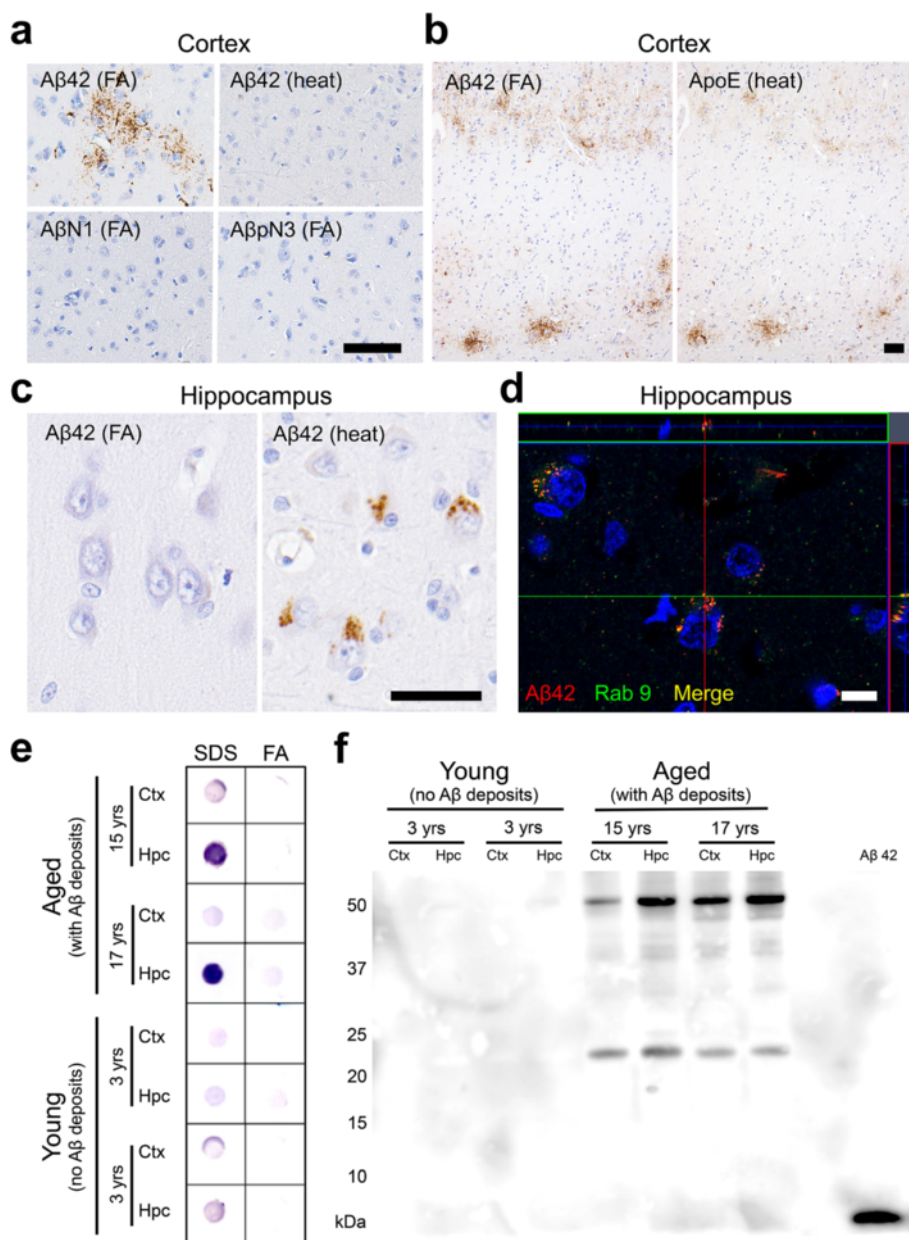 a
Cortex
Aβ42 (FA)
Aβ42 (heat)
AβN1 (FA)
AβpN3 (FA)
b
Cortex
Aβ42 (FA)
ApoE (heat)
c
Hippocampus
Aβ42 (FA)
Aβ42 (heat)
d
Hippocampus
Aβ42 Rab 9 Merge
e
SDS FA
Aged
(with Aβ deposits)
15 yrs
Ctx
Hpc
17 yrs
Ctx
Hpc
Young
(no Aβ deposits)
3 yrs
Ctx
Hpc
3 yrs
Ctx
Hpc
f
Young Aged
(no Aβ deposits) (with Aβ deposits)
3 yrs 3 yrs 15 yrs 17 yrs
Ctx Hpc Ctx Hpc Ctx Hpc Ctx Hpc Aβ 42
50
37
25
20
15
10
kDa